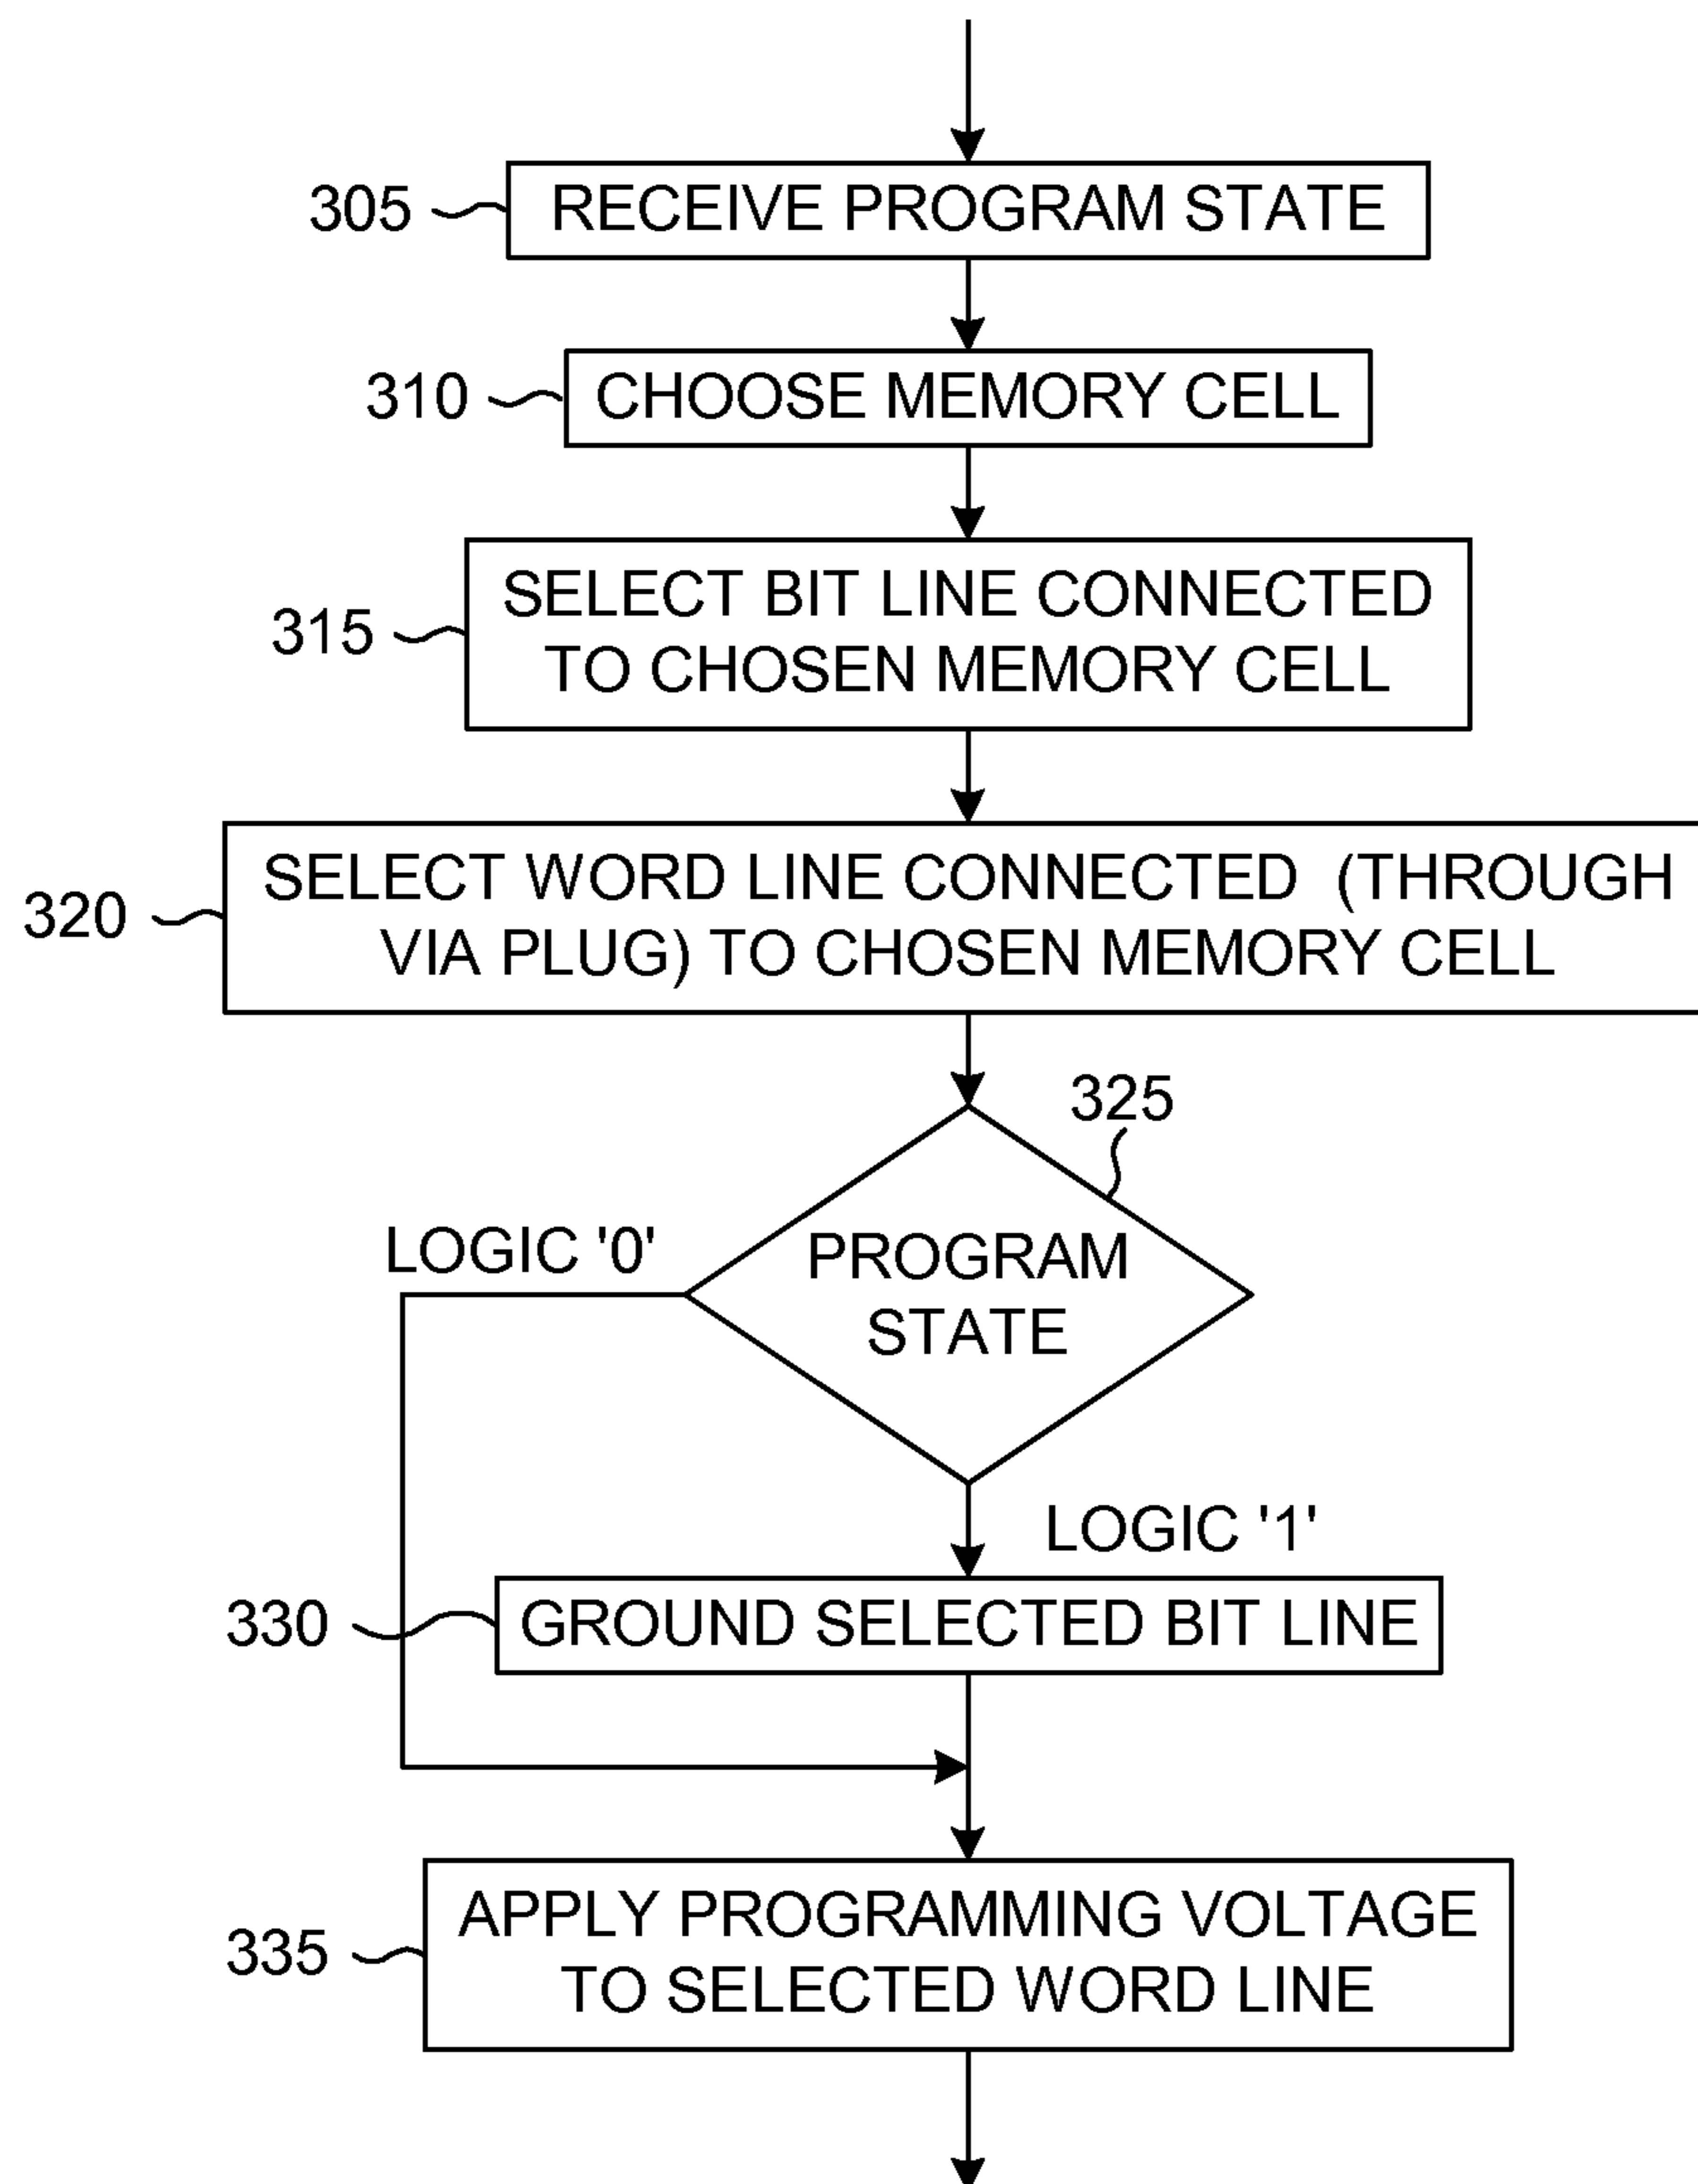 305 RECEIVE PROGRAM STATE
310 CHOOSE MEMORY CELL
SELECT BIT LINE CONNECTED
315
TO CHOSEN MEMORY CELL
SELECT WORD LINE CONNECTED (THROUGH
320
VIA PLUG) TO CHOSEN MEMORY CELL
325
LOGIC '0'
PROGRAM
STATE
LOGIC '1'
330 GROUND SELECTED BIT LINE
APPLY PROGRAMMING VOLTAGE
335
TO SELECTED WORD LINE